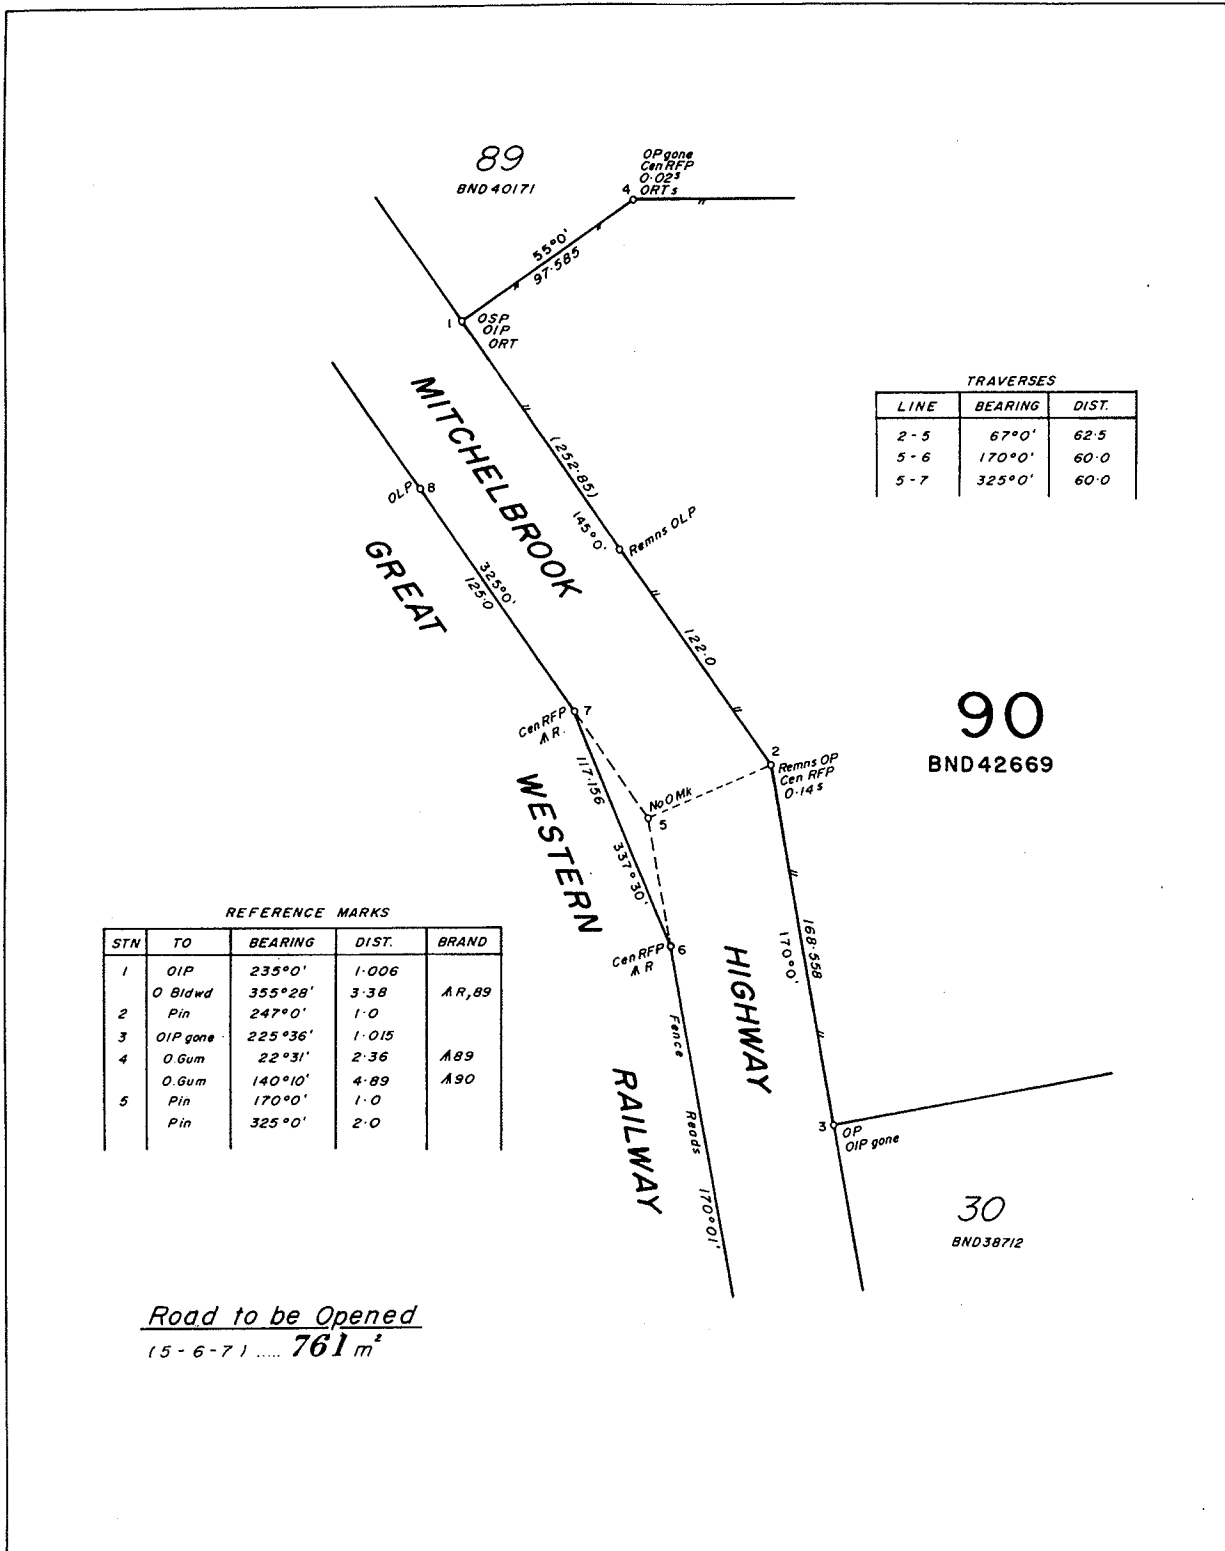 89
BND40171
OP gone
Cen RFP
0·02s
4 ORTs
55°0'
97·585
1
OSP
OIP
ORT
MITCHELBROOK
(252·85)
145°0'
Remns OLP
OLP 8
GREAT
325°0'
125·0
122·0
TRAVERSES
LINE BEARING DIST.
2-5 67°0' 62·5
5-6 170°0' 60·0
5-7 325°0' 60·0
90
BND42669
7
Cen RFP
R.
117·156
337°30'
WESTERN
No O Mk
5
2
Remns OP
Cen RFP
0·14s
Cen RFP 6
R
168·558
170°0'
HIGHWAY
Fence
Reads
170°01'
RAILWAY
3
OP
OIP gone
30
BND38712
REFERENCE MARKS
STN TO BEARING DIST. BRAND
1 OIP 235°0' 1·006
O Bldwd 355°28' 3·38 R,89
2 Pin 247°0' 1·0
3 OIP gone 225°36' 1·015
4 O.Gum 22°31' 2·36 89
O.Gum 140°10' 4·89 90
5 Pin 170°0' 1·0
Pin 325°0' 2·0
Road to be Opened
(5-6-7) ..... 761 m²